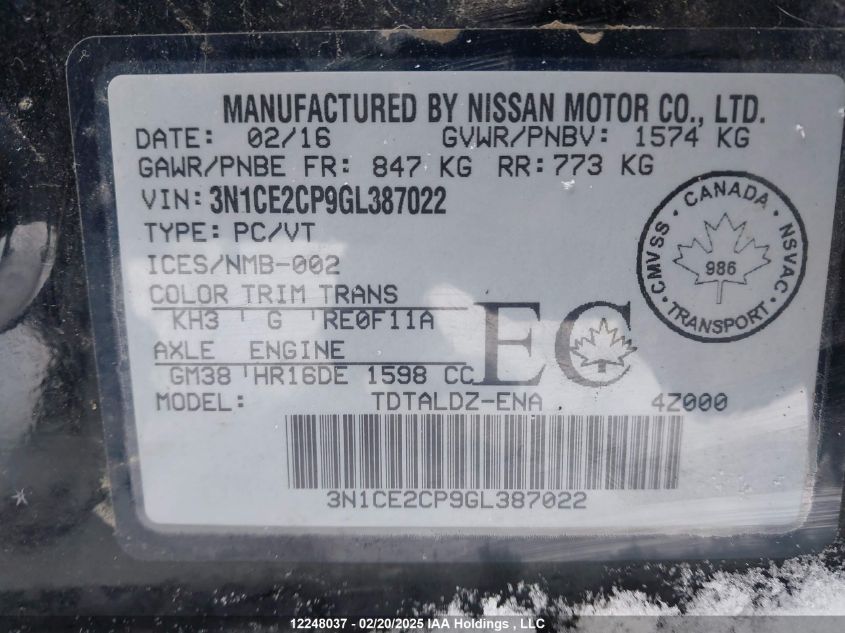 MANUFACTURED BY NISSAN MOTOR CO., LTD.
DATE: 02/16 GVWR/PNBV: 1574 KG
GAWR/PNBE FR: 847 KG RR:773 KG
VIN: 3N1CE2CP9GL387022
TYPE: PC/VT
ICES/NMB-002
COLOR TRIM TRANS
KH3 ' G 'RE0F11A
AXLE ENGINE
GM38 'HR16DE 1598 CC
MODEL: TDTALDZ-ENA 4Z000
EC
CMVSS · CANADA · NSVAC · TRANSPORT ·
986
3N1CE2CP9GL387022
12248037 - 02/20/2025 IAA Holdings , LLC